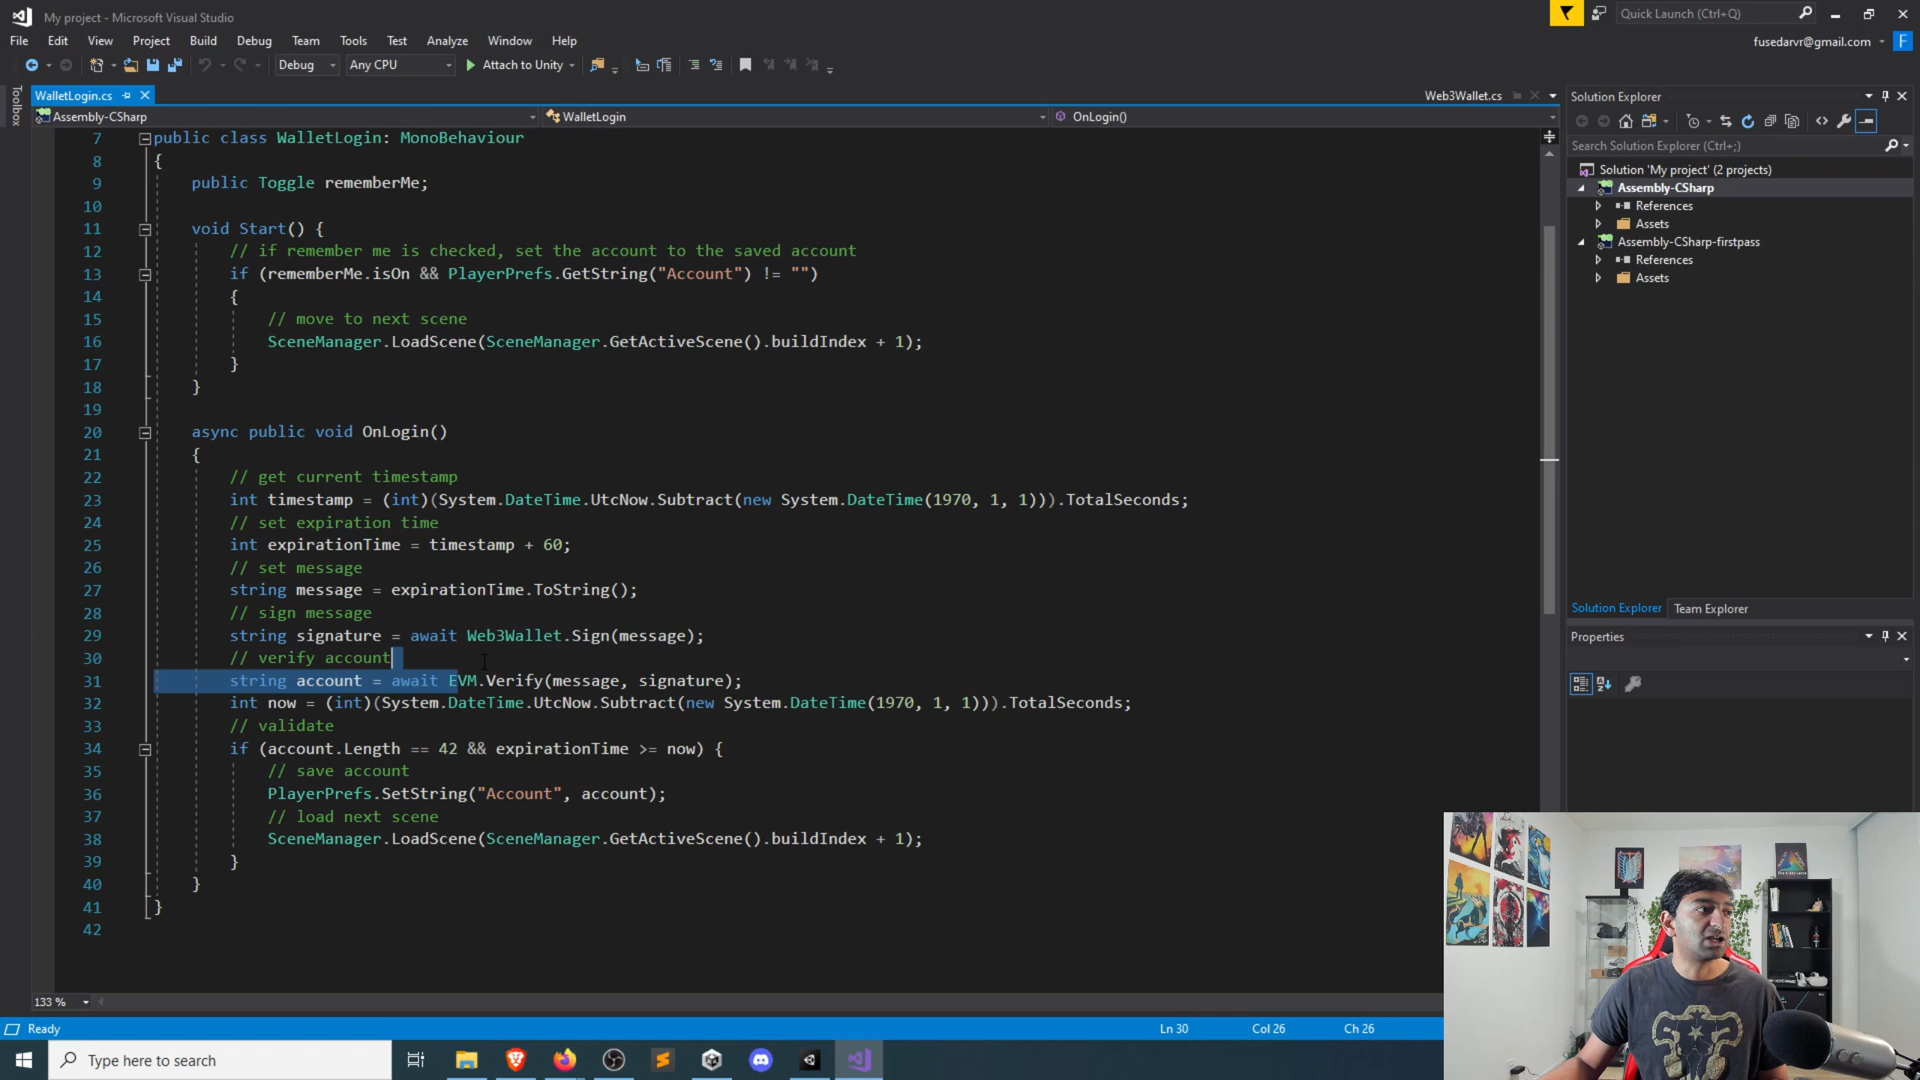 My project - Microsoft Visual Studio
Quick Launch (Ctrl+Q)
File Edit View Project Build Debug Team Tools Test Analyze Window Help
fusedarvr@gmail.com F
Debug Any CPU Attach to Unity
Toolbox
WalletLogin.cs
Web3Wallet.cs
Assembly-CSharp
WalletLogin
OnLogin()
7 public class WalletLogin: MonoBehaviour
8 {
9 public Toggle rememberMe;
10
11 void Start() {
12 // if remember me is checked, set the account to the saved account
13 if (rememberMe.isOn && PlayerPrefs.GetString("Account") != "")
14 {
15 // move to next scene
16 SceneManager.LoadScene(SceneManager.GetActiveScene().buildIndex + 1);
17 }
18 }
19
20 async public void OnLogin()
21 {
22 // get current timestamp
23 int timestamp = (int)(System.DateTime.UtcNow.Subtract(new System.DateTime(1970, 1, 1))).TotalSeconds;
24 // set expiration time
25 int expirationTime = timestamp + 60;
26 // set message
27 string message = expirationTime.ToString();
28 // sign message
29 string signature = await Web3Wallet.Sign(message);
30 // verify account
31 string account = await EVM.Verify(message, signature);
32 int now = (int)(System.DateTime.UtcNow.Subtract(new System.DateTime(1970, 1, 1))).TotalSeconds;
33 // validate
34 if (account.Length == 42 && expirationTime >= now) {
35 // save account
36 PlayerPrefs.SetString("Account", account);
37 // load next scene
38 SceneManager.LoadScene(SceneManager.GetActiveScene().buildIndex + 1);
39 }
40 }
41 }
42
133 %
Solution Explorer
Search Solution Explorer (Ctrl+;)
Solution 'My project' (2 projects)
Assembly-CSharp
References
Assets
Assembly-CSharp-firstpass
References
Assets
Solution Explorer Team Explorer
Properties
Ready
Ln 30 Col 26 Ch 26
Type here to search